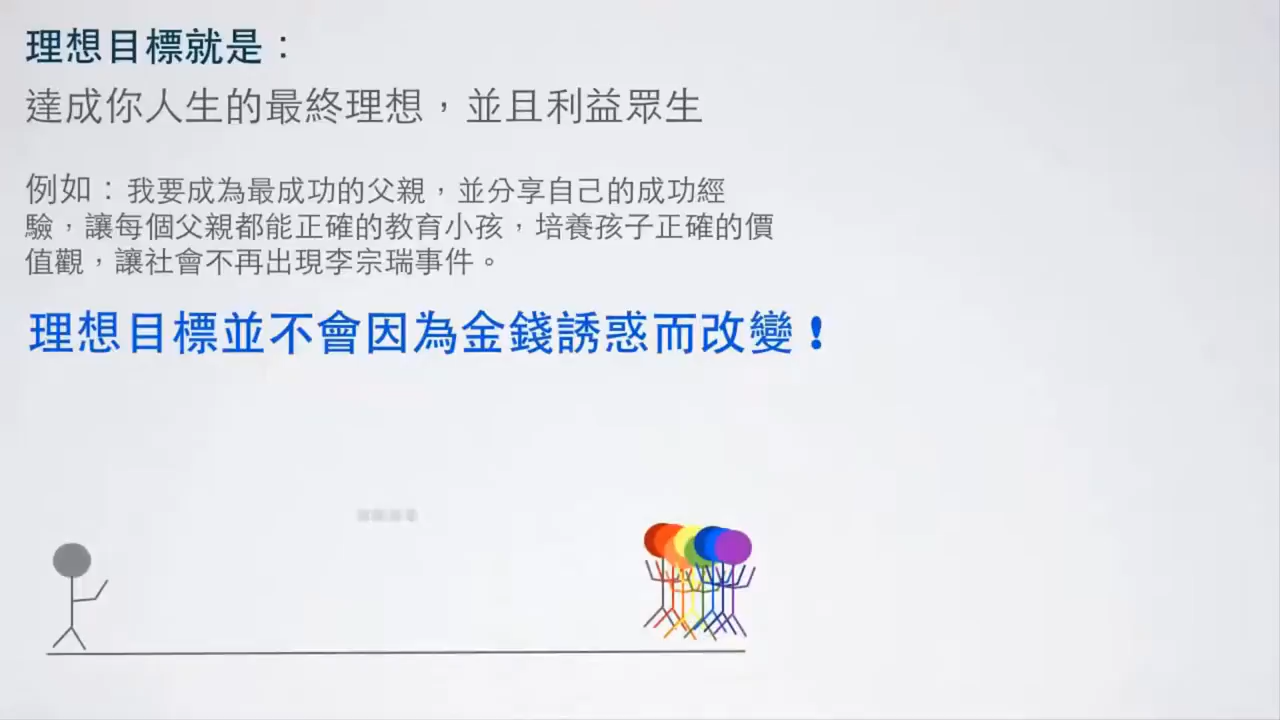 理想目標就是：
達成你人生的最終理想，並且利益眾生
例如：我要成為最成功的父親，並分享自己的成功經
驗，讓每個父親都能正確的教育小孩，培養孩子正確的價
值觀，讓社會不再出現李宗瑞事件。
理想目標並不會因為金錢誘惑而改變！